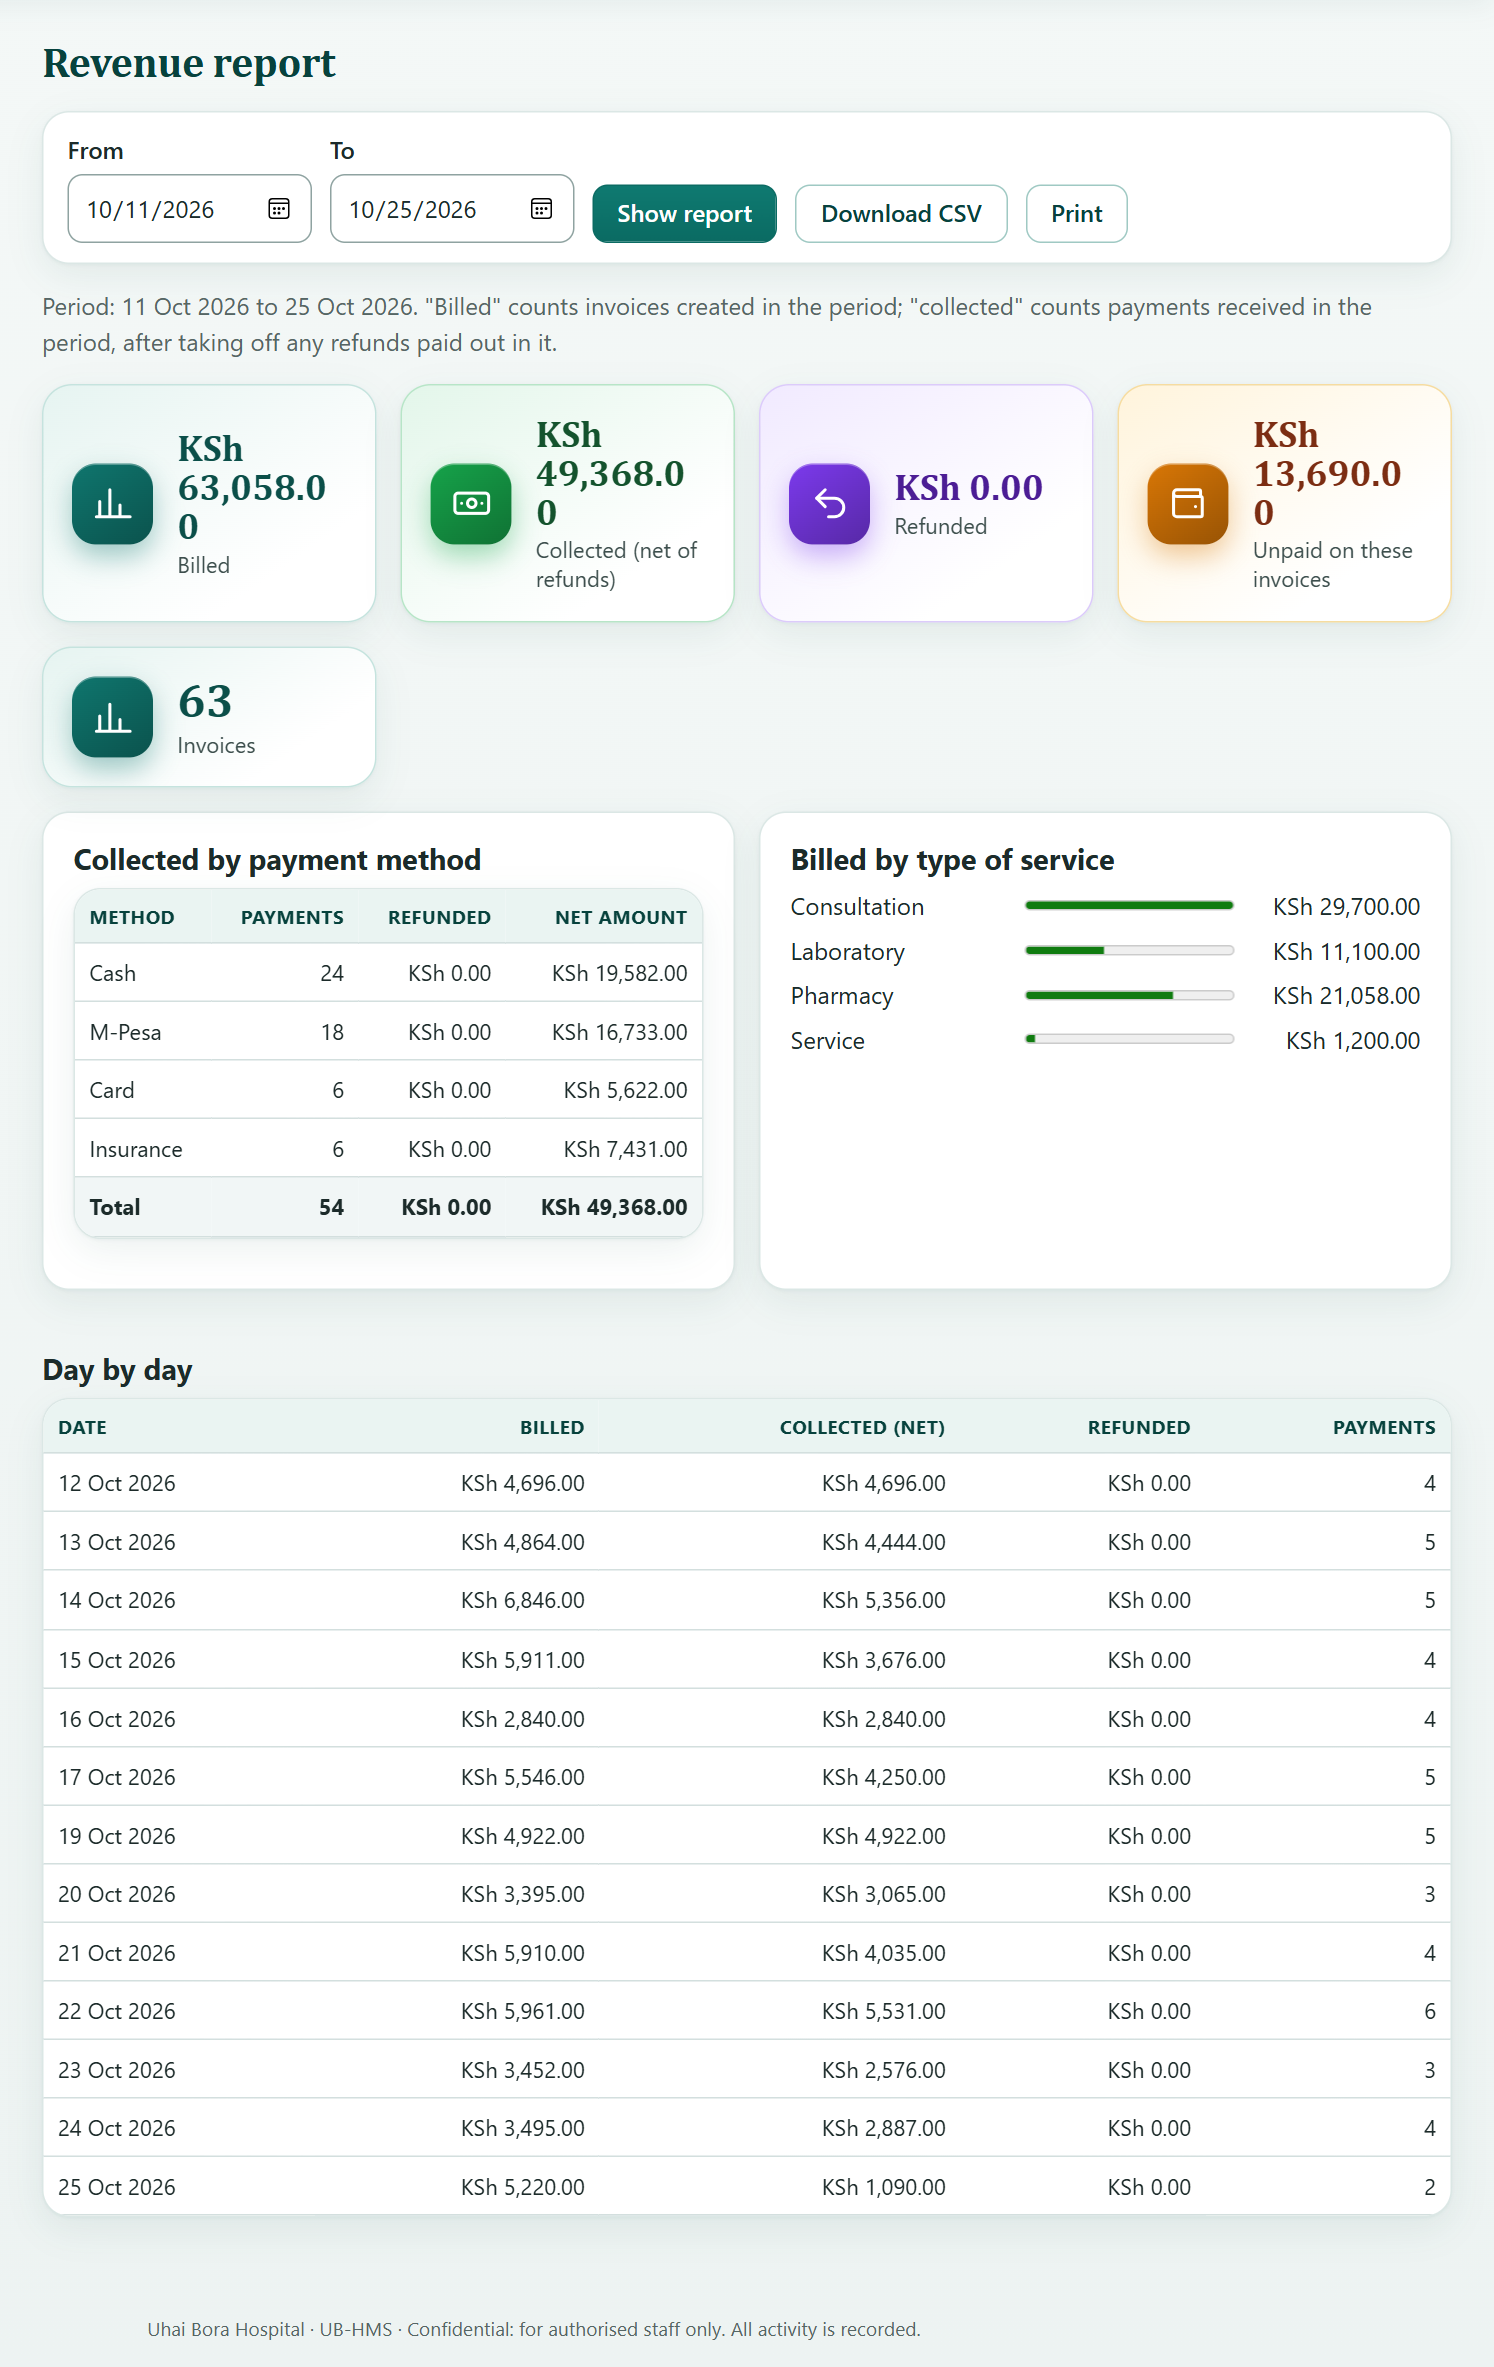 Revenue report
From To
10/11/2026 10/25/2026 Show report Download CSV Print
Period: 11 Oct 2026 to 25 Oct 2026. "Billed" counts invoices created in the period; "collected" counts payments received in the
period, after taking off any refunds paid out in it.
KSh
63,058.0
0
Billed
KSh
49,368.0
0
Collected (net of
refunds)
KSh 0.00
Refunded
KSh
13,690.0
0
Unpaid on these
invoices
63
Invoices
Collected by payment method
METHOD PAYMENTS REFUNDED NET AMOUNT
Cash 24 KSh 0.00 KSh 19,582.00
M-Pesa 18 KSh 0.00 KSh 16,733.00
Card 6 KSh 0.00 KSh 5,622.00
Insurance 6 KSh 0.00 KSh 7,431.00
Total 54 KSh 0.00 KSh 49,368.00
Billed by type of service
Consultation KSh 29,700.00
Laboratory KSh 11,100.00
Pharmacy KSh 21,058.00
Service KSh 1,200.00
Day by day
DATE BILLED COLLECTED (NET) REFUNDED PAYMENTS
12 Oct 2026 KSh 4,696.00 KSh 4,696.00 KSh 0.00 4
13 Oct 2026 KSh 4,864.00 KSh 4,444.00 KSh 0.00 5
14 Oct 2026 KSh 6,846.00 KSh 5,356.00 KSh 0.00 5
15 Oct 2026 KSh 5,911.00 KSh 3,676.00 KSh 0.00 4
16 Oct 2026 KSh 2,840.00 KSh 2,840.00 KSh 0.00 4
17 Oct 2026 KSh 5,546.00 KSh 4,250.00 KSh 0.00 5
19 Oct 2026 KSh 4,922.00 KSh 4,922.00 KSh 0.00 5
20 Oct 2026 KSh 3,395.00 KSh 3,065.00 KSh 0.00 3
21 Oct 2026 KSh 5,910.00 KSh 4,035.00 KSh 0.00 4
22 Oct 2026 KSh 5,961.00 KSh 5,531.00 KSh 0.00 6
23 Oct 2026 KSh 3,452.00 KSh 2,576.00 KSh 0.00 3
24 Oct 2026 KSh 3,495.00 KSh 2,887.00 KSh 0.00 4
25 Oct 2026 KSh 5,220.00 KSh 1,090.00 KSh 0.00 2
Uhai Bora Hospital · UB-HMS · Confidential: for authorised staff only. All activity is recorded.